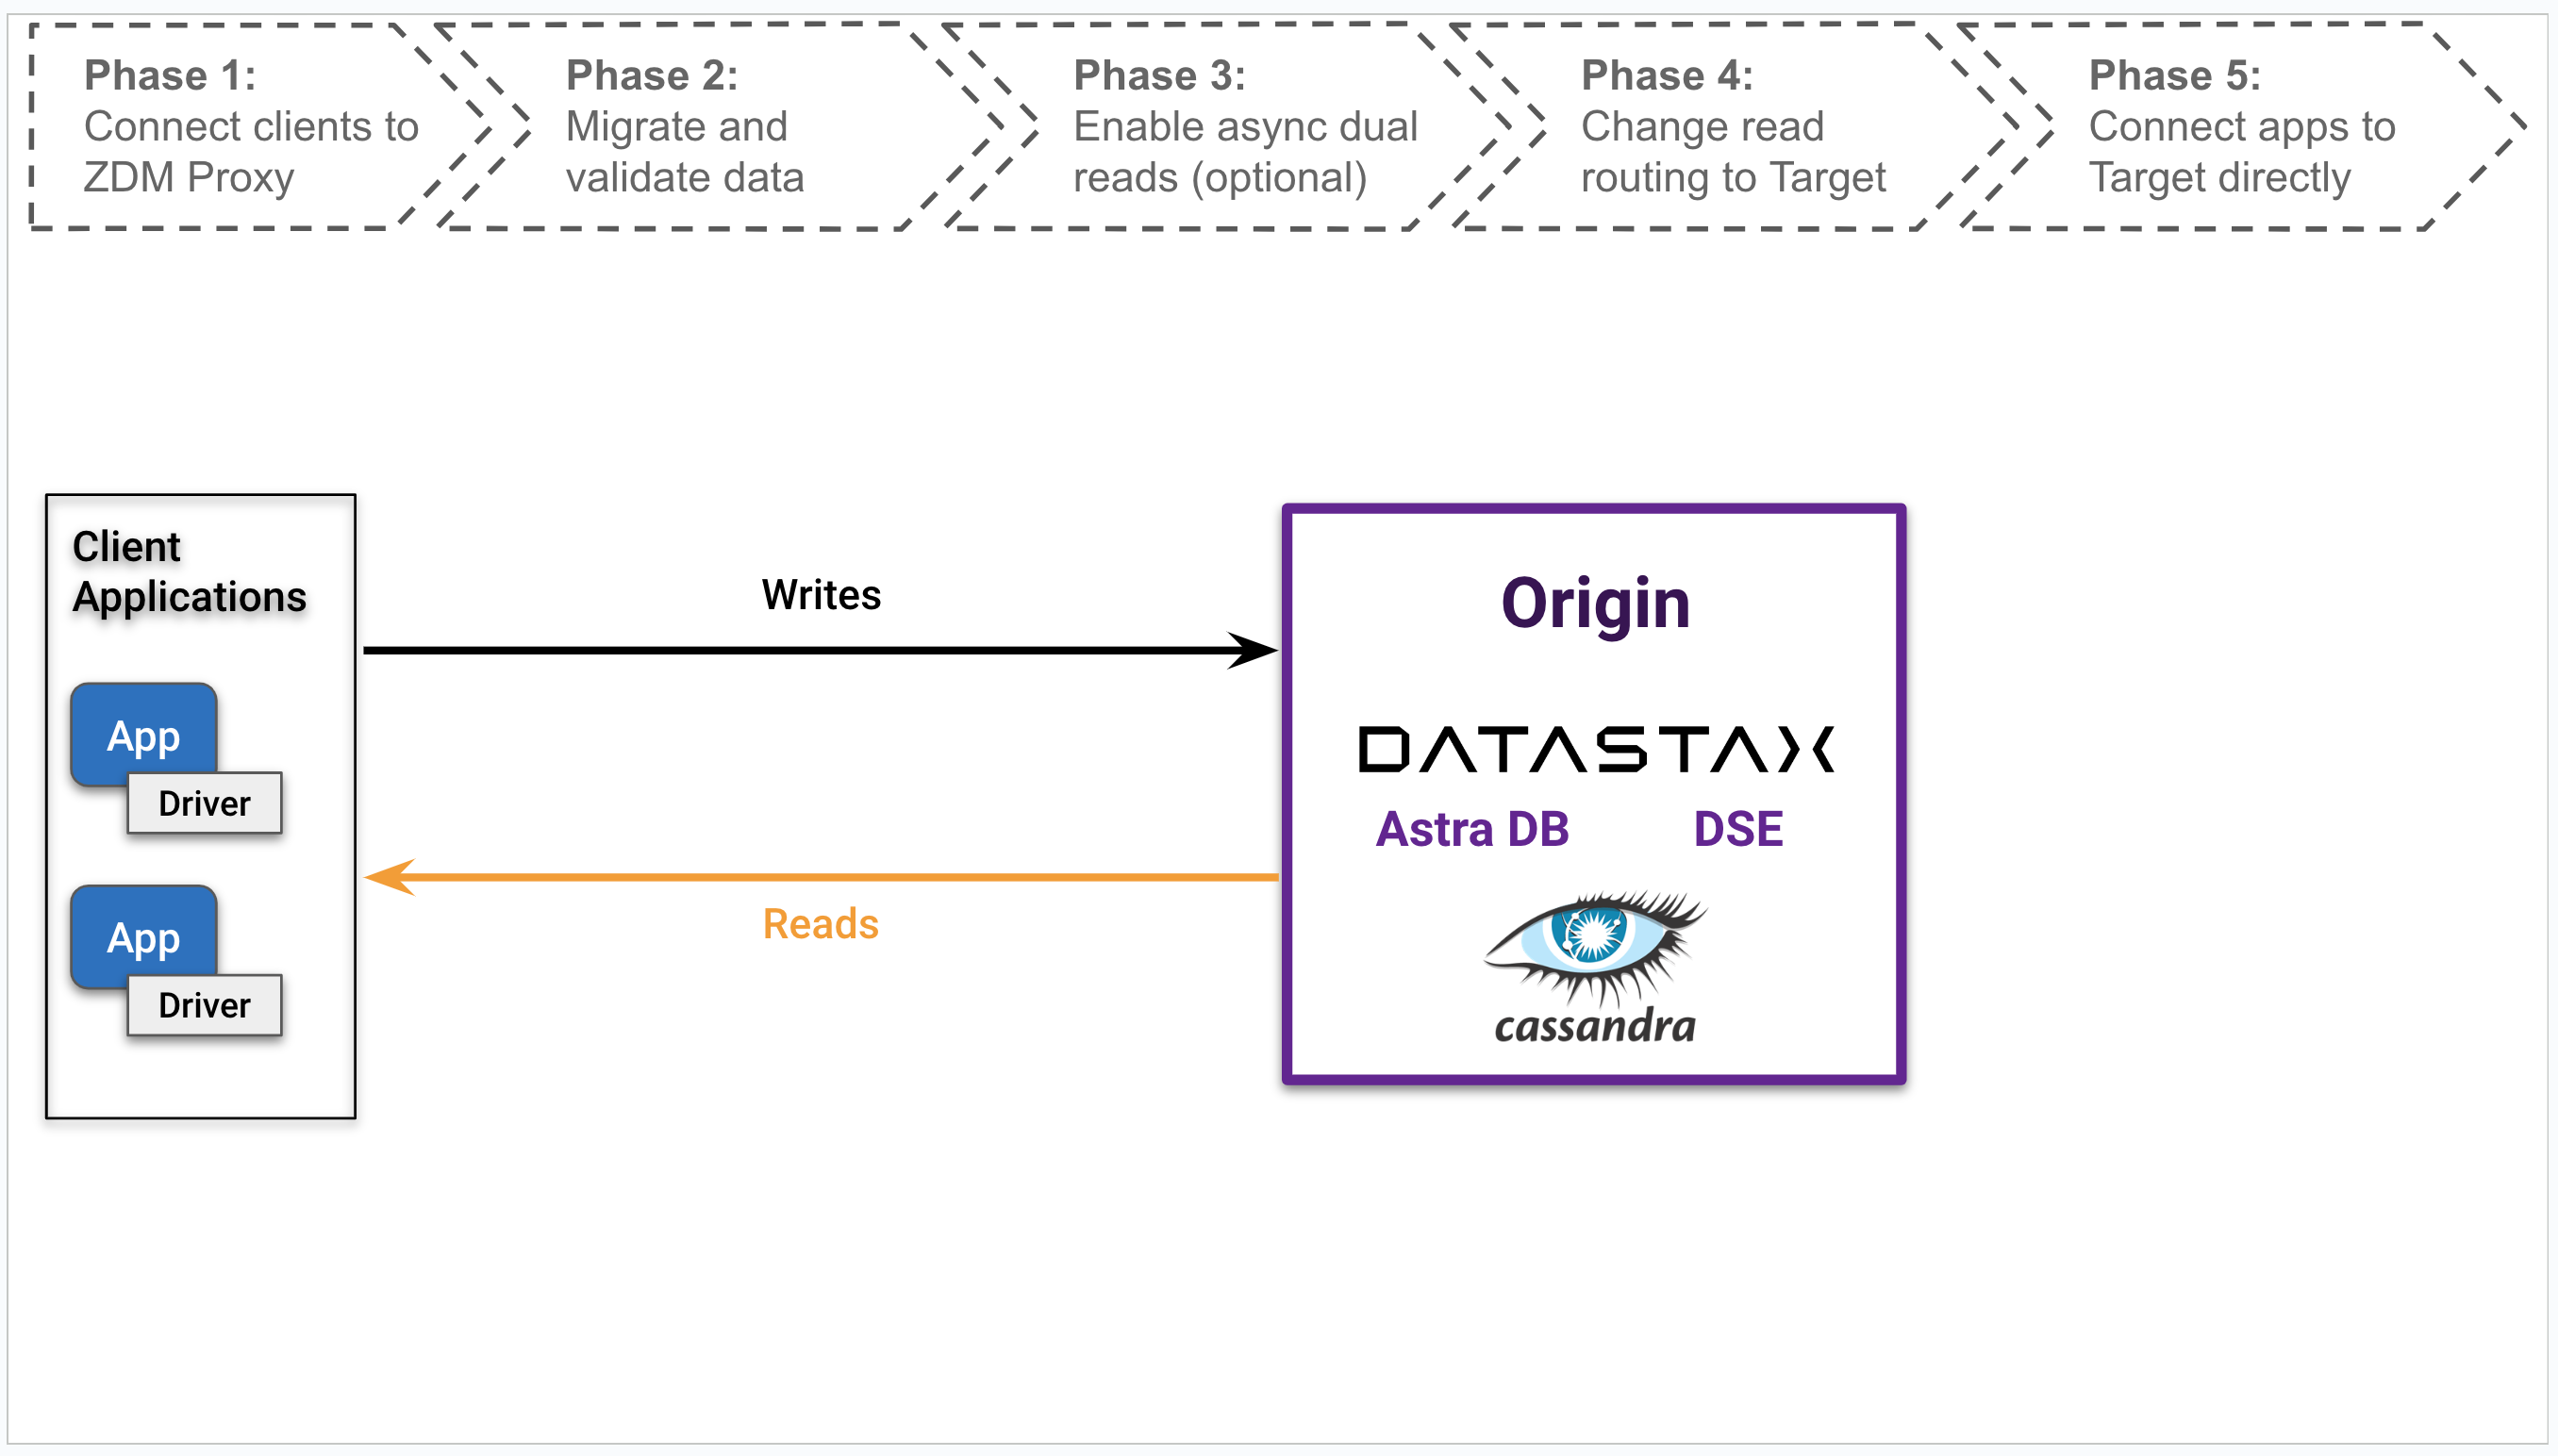 Phase 1:
Connect clients to
ZDM Proxy
Phase 2:
Migrate and
validate data
Phase 3:
Enable async dual
reads (optional)
Phase 4:
Change read
routing to Target
Phase 5:
Connect apps to
Target directly
Client
Applications
App
Driver
App
Driver
Writes
Reads
Origin
DATASTAX
Astra DB DSE
cassandra